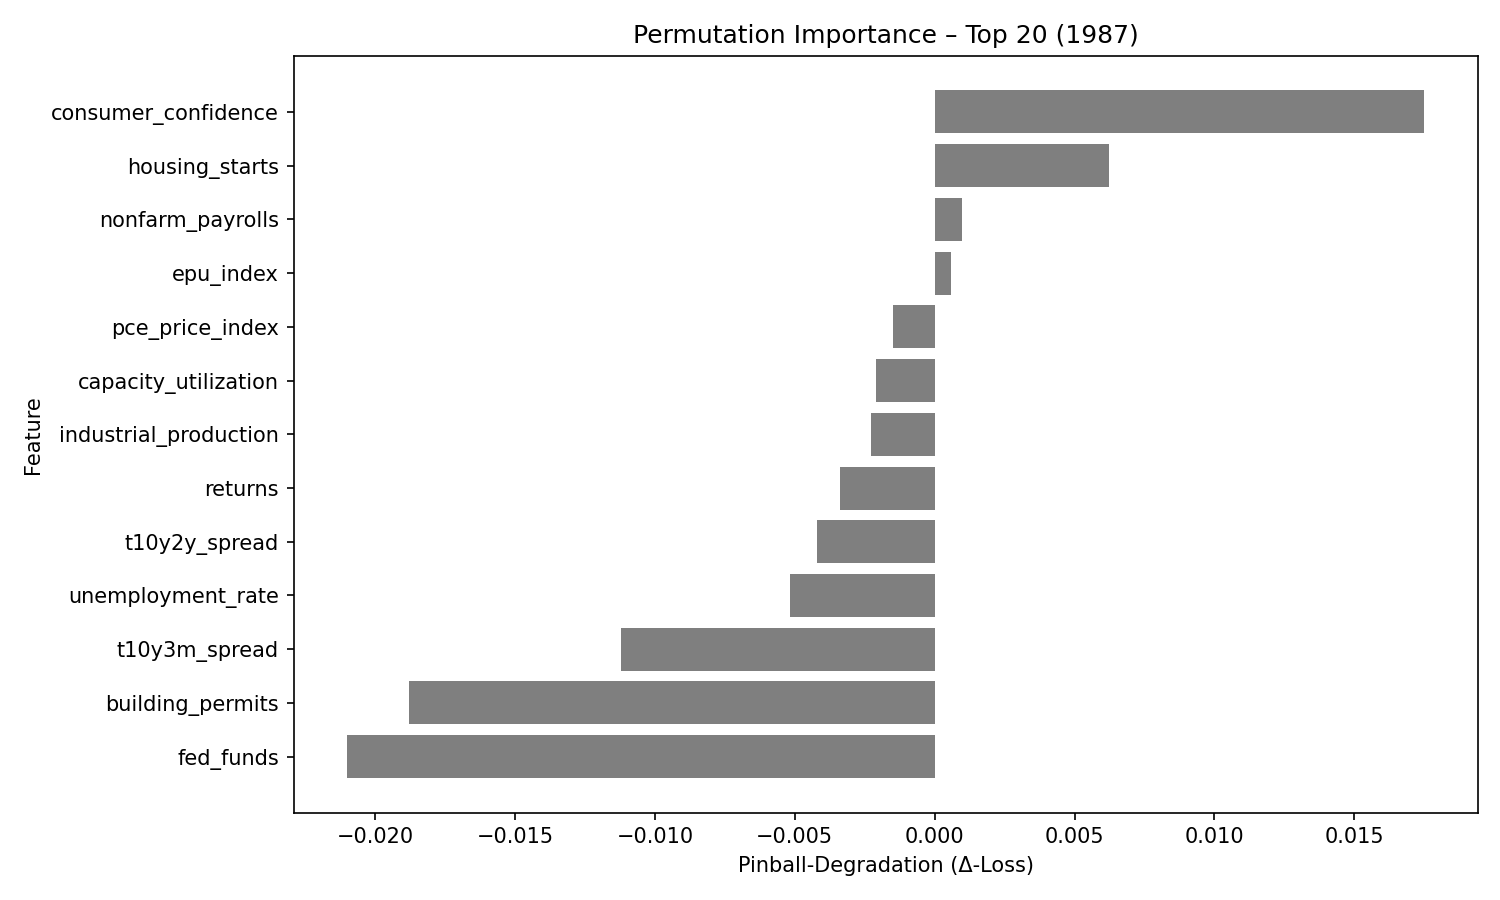 Permutation Importance – Top 20 (1987)
consumer_confidence
housing_starts
nonfarm_payrolls
epu_index
pce_price_index
capacity_utilization
industrial_production
returns
t10y2y_spread
unemployment_rate
t10y3m_spread
building_permits
fed_funds
Feature
−0.020 −0.015 −0.010 −0.005 0.000 0.005 0.010 0.015
Pinball-Degradation (Δ-Loss)